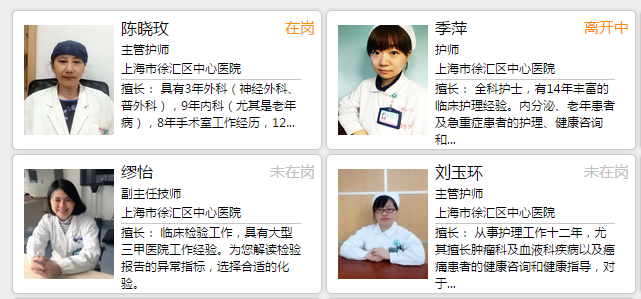 陈晓玫 在岗
主管护师
上海市徐汇区中心医院
擅长： 具有3年外科（神经外科、
普外科），9年内科（尤其是老年
病），8年手术室工作经历，12...
季萍 离开中
护师
上海市徐汇区中心医院
擅长： 全科护士，有14年丰富的
临床护理经验。内分泌、老年患者
及急重症患者的护理、健康咨询
和...
缪怡 未在岗
副主任技师
上海市徐汇区中心医院
擅长： 临床检验工作，具有大型
三甲医院工作经验。为您解读检验
报告的异常指标，选择合适的化
验。
刘玉环 未在岗
主管护师
上海市徐汇区中心医院
擅长： 从事护理工作十二年，尤
其擅长肿瘤科及血液科疾病以及癌
痛患者的健康咨询和健康指导，对
于...